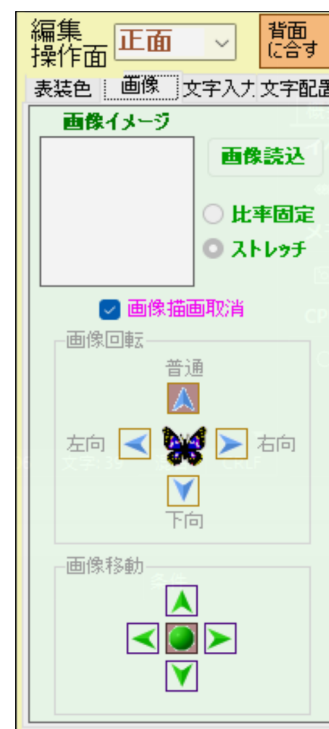 編集
操作面
正面
背面
に合す
表装色
画像
文字入力
文字配置
画像イメージ
画像読込
比率固定
ストレッチ
画像描画取消
画像回転
普通
左向
右向
下向
画像移動